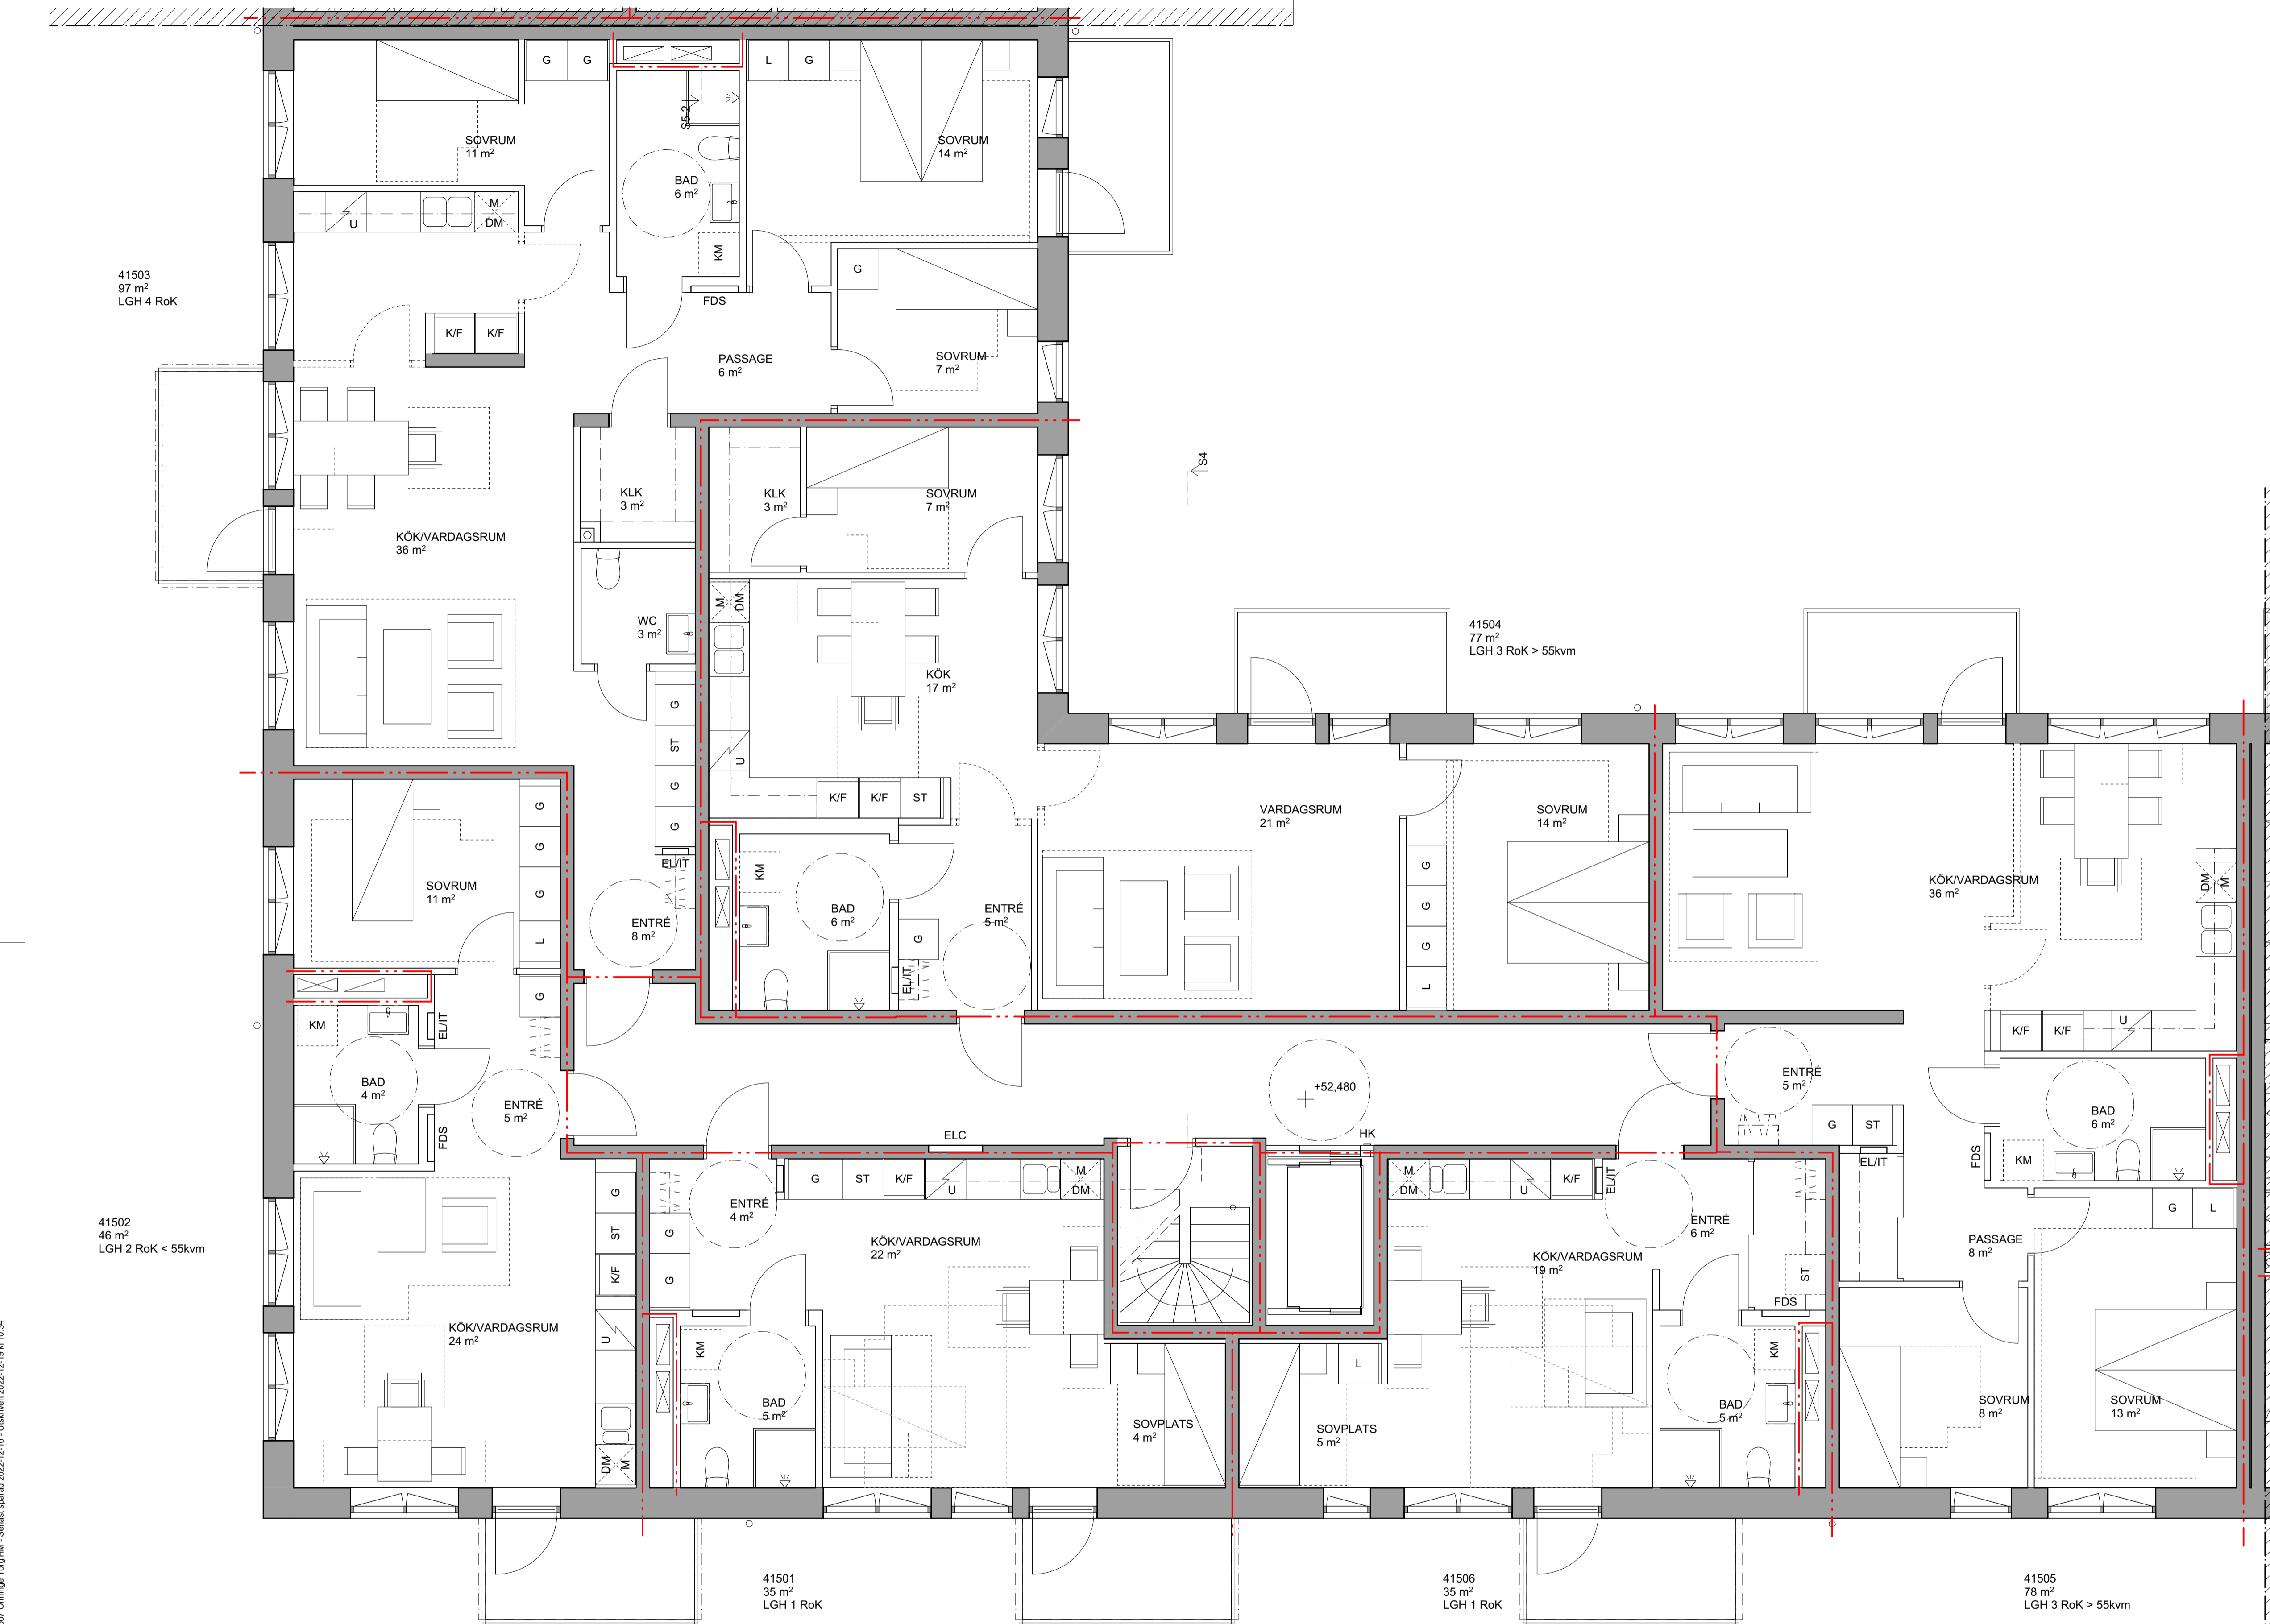 G
G
L
G
S5-2
SOVRUM
11 m²
SOVRUM
14 m²
BAD
6 m²
U
M
DM
KM
41503
97 m²
LGH 4 RoK
G
FDS
K/F
K/F
PASSAGE
6 m²
SOVRUM
7 m²
S4
KLK
3 m²
KLK
3 m²
SOVRUM
7 m²
KÖK/VARDAGSRUM
36 m²
M
DM
WC
3 m²
41504
77 m²
LGH 3 RoK > 55kvm
KÖK
17 m²
G
ST
G
G
U
K/F
K/F
ST
EL/IT
VARDAGSRUM
21 m²
SOVRUM
14 m²
G
G
G
L
SOVRUM
11 m²
KM
KÖK/VARDAGSRUM
36 m²
DM
M
ENTRÉ
8 m²
BAD
6 m²
ENTRÉ
5 m²
G
EL/IT
G
G
G
L
G
KM
EL/IT
K/F
K/F
U
BAD
4 m²
ENTRÉ
5 m²
+52,480
ENTRÉ
5 m²
BAD
6 m²
FDS
ELC
HK
G
ST
EL/IT
FDS
KM
G
ST
K/F
U
M
DM
M
DM
U
K/F
EL/IT
G
L
G
ST
K/F
ENTRÉ
4 m²
G
G
ENTRÉ
6 m²
41502
46 m²
LGH 2 RoK < 55kvm
KÖK/VARDAGSRUM
22 m²
KÖK/VARDAGSRUM
19 m²
PASSAGE
8 m²
ST
FDS
KÖK/VARDAGSRUM
24 m²
U
KM
KM
L
BAD
5 m²
SOVPLATS
4 m²
SOVPLATS
5 m²
BAD
5 m²
SOVRUM
8 m²
SOVRUM
13 m²
DM
M
41501
35 m²
LGH 1 RoK
41506
35 m²
LGH 1 RoK
41505
78 m²
LGH 3 RoK > 55kvm